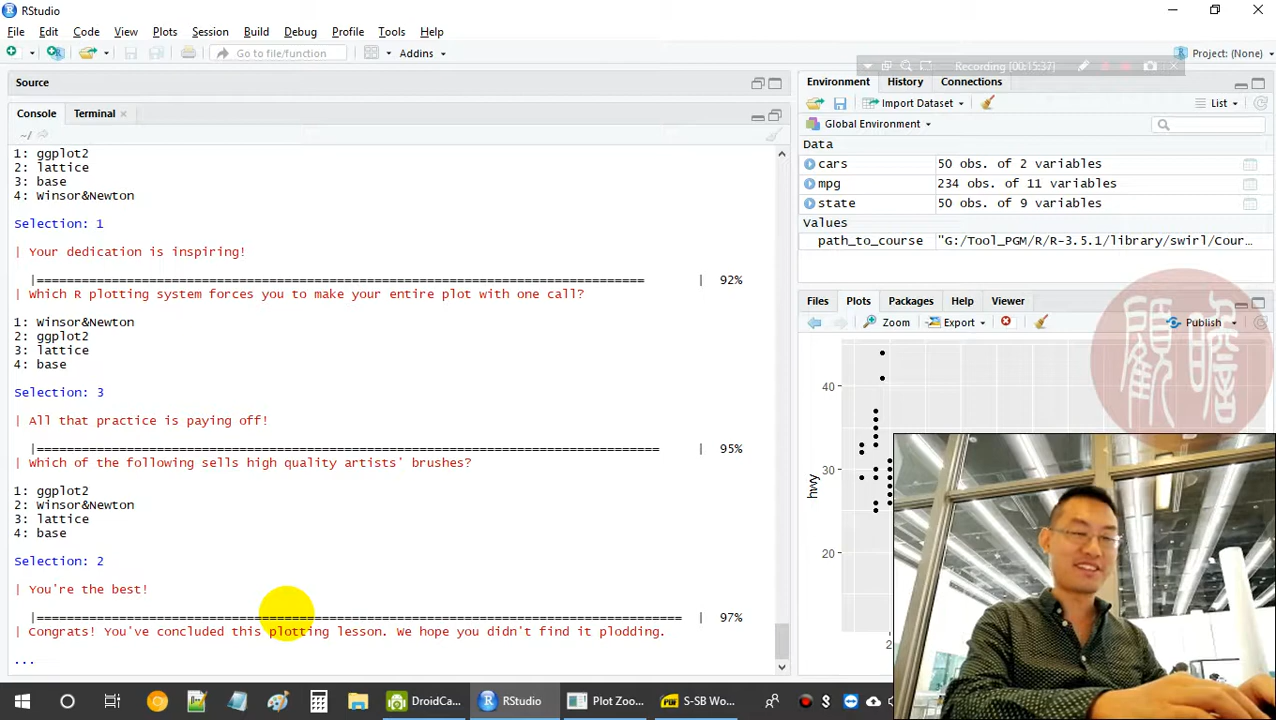 RStudio
File Edit Code View Plots Session Build Debug Profile Tools Help
Go to file/function Addins Project: (None)
Recording [00:15:37]
Source
Console Terminal
~/
1: ggplot2
2: lattice
3: base
4: Winsor&Newton
Selection: 1
| Your dedication is inspiring!
|================================================================================= | 92%
| Which R plotting system forces you to make your entire plot with one call?
1: Winsor&Newton
2: ggplot2
3: lattice
4: base
Selection: 3
| All that practice is paying off!
|=================================================================================== | 95%
| Which of the following sells high quality artists' brushes?
1: ggplot2
2: Winsor&Newton
3: lattice
4: base
Selection: 2
| You're the best!
|====================================================================================== | 97%
| Congrats! You've concluded this plotting lesson. We hope you didn't find it plodding.
...
Environment History Connections
Import Dataset List
Global Environment
Data
cars 50 obs. of 2 variables
mpg 234 obs. of 11 variables
state 50 obs. of 9 variables
Values
path_to_course "G:/Tool_PGM/R/R-3.5.1/library/swirl/Cour…
Files Plots Packages Help Viewer
Zoom Export Publish
40
30
20
hwy
2
DroidCa... RStudio Plot Zoo... S-SB Wo...